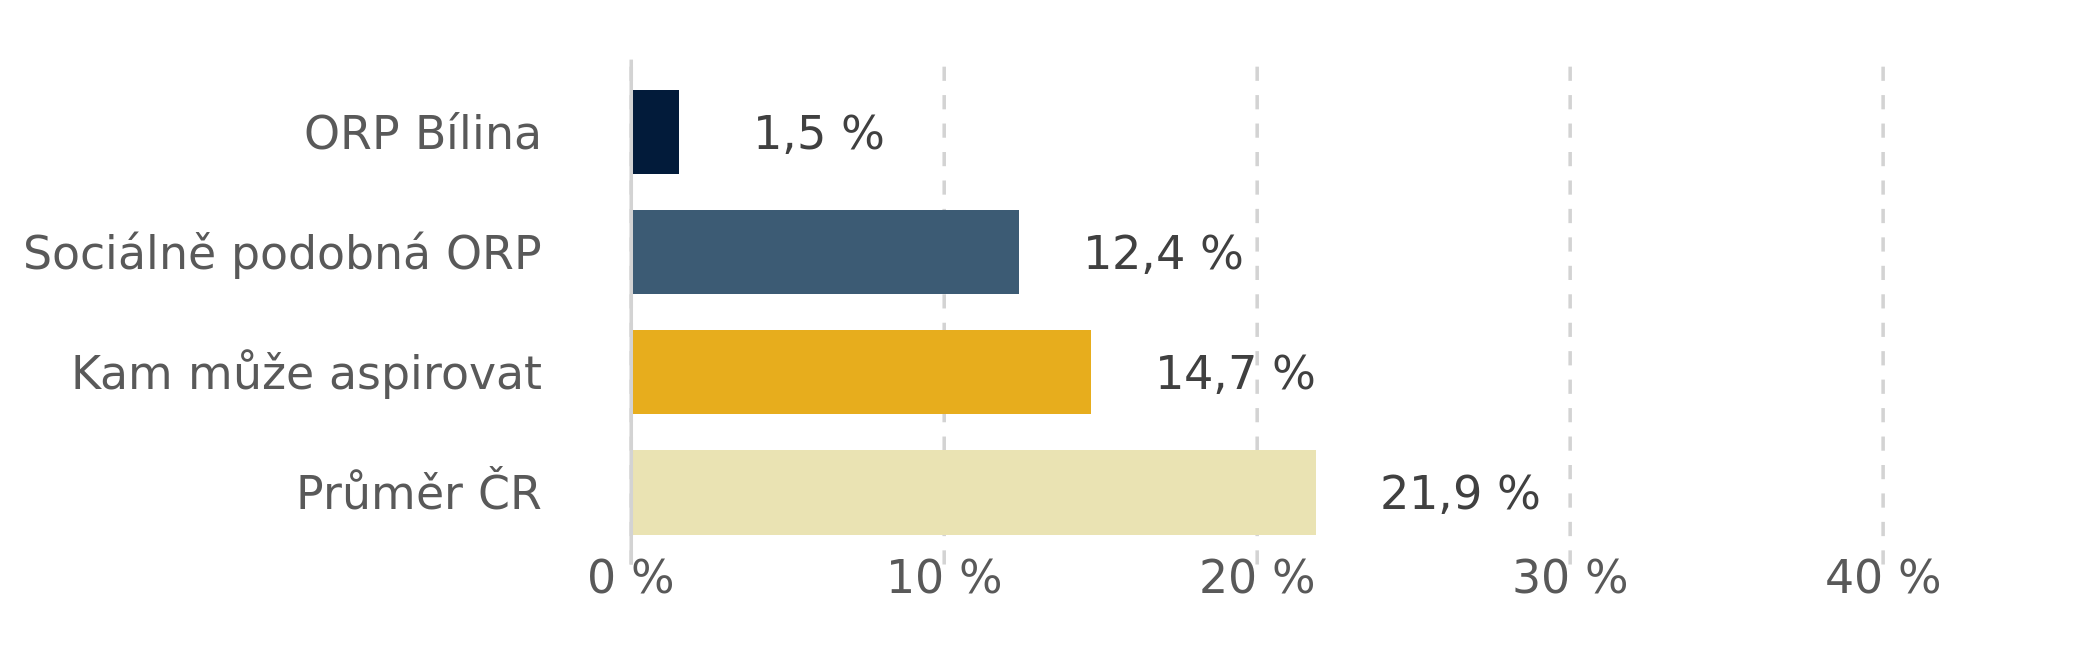 ORP Bílina 1,5 %
Sociálně podobná ORP 12,4 %
Kam může aspirovat 14,7 %
Průměr ČR 21,9 %
0 % 10 % 20 % 30 % 40 %